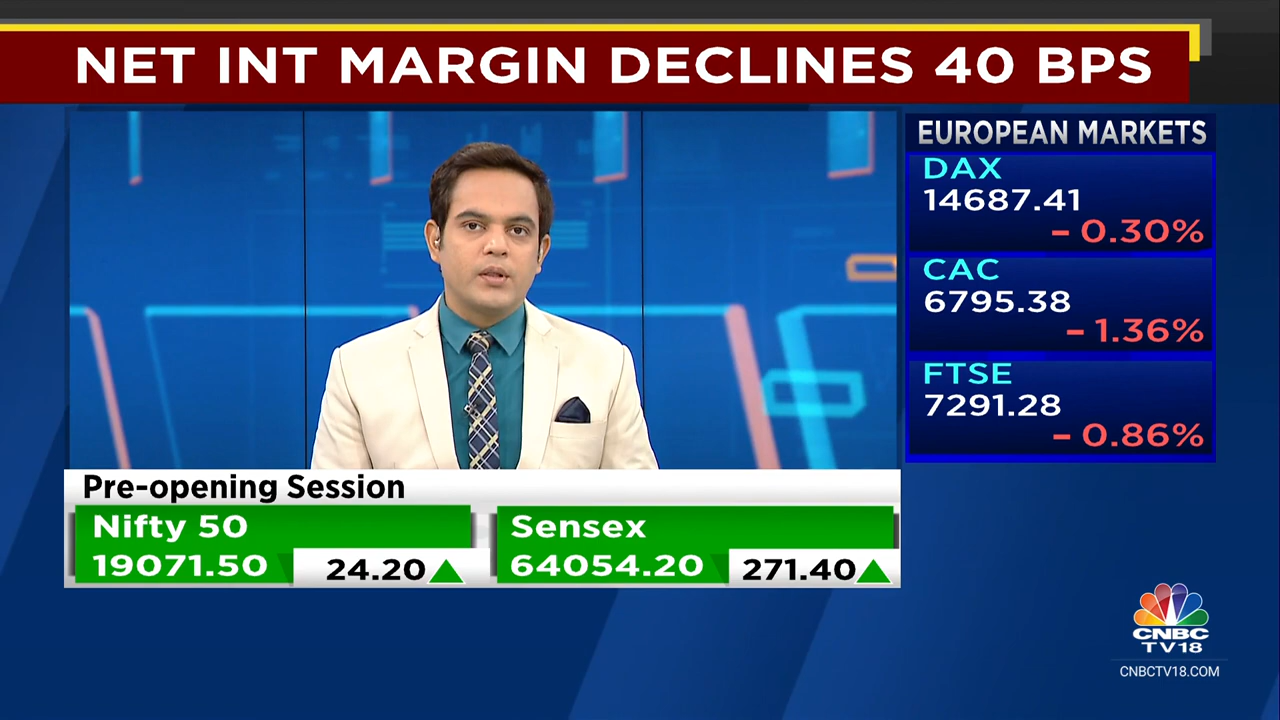 NET INT MARGIN DECLINES 40 BPS
EUROPEAN MARKETS
DAX
14687.41
- 0.30%
CAC
6795.38
- 1.36%
FTSE
7291.28
- 0.86%
Pre-opening Session
Nifty 50
19071.50
24.20
Sensex
64054.20
271.40
CNBC
TV18
CNBCTV18.COM